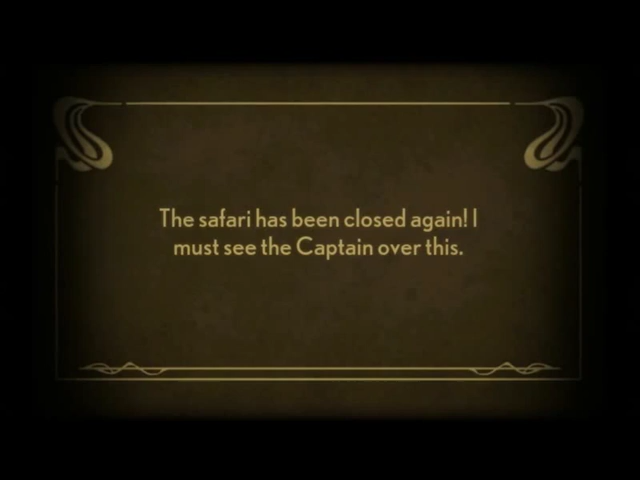 The safari has been closed again! I
must see the Captain over this.